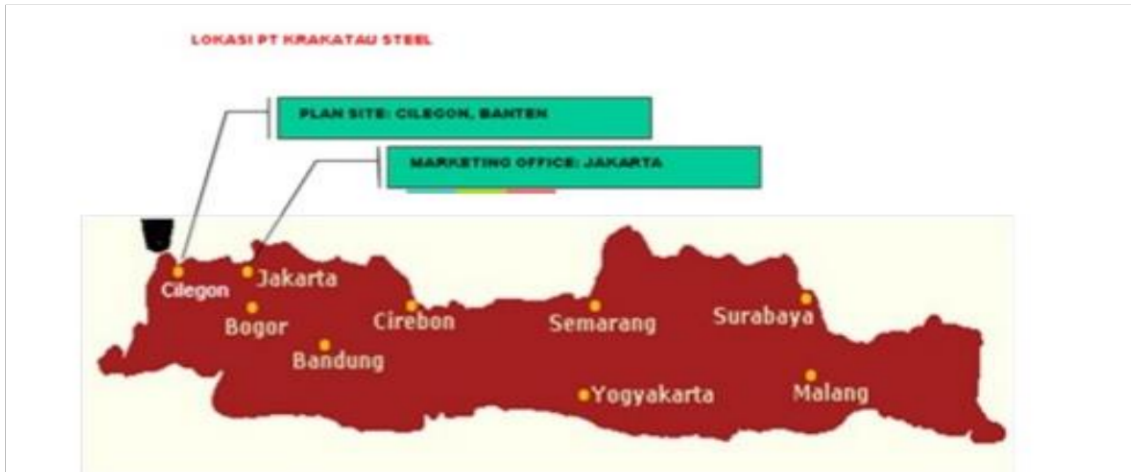 LOKASI PT KRAKATAU STEEL
PLAN SITE: CILEGON, BANTEN
MARKETING OFFICE: JAKARTA
Cilegon
Jakarta
Bogor
Bandung
Cirebon
Semarang
Yogyakarta
Surabaya
Malang